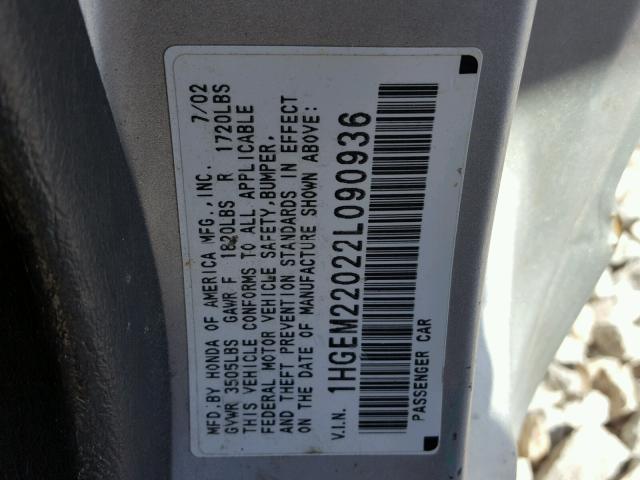 MFD. BY HONDA OF AMERICA MFG., INC. 7/02
GVWR 3505LBS GAWR F 1820LBS R 1720LBS
THIS VEHICLE CONFORMS TO ALL APPLICABLE
FEDERAL MOTOR VEHICLE SAFETY, BUMPER,
AND THEFT PREVENTION STANDARDS IN EFFECT
ON THE DATE OF MANUFACTURE SHOWN ABOVE:
V.I.N. 1HGEM22022L090936
PASSENGER CAR